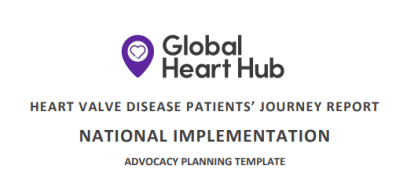 Global
Heart Hub
HEART VALVE DISEASE PATIENTS’ JOURNEY REPORT
NATIONAL IMPLEMENTATION
ADVOCACY PLANNING TEMPLATE